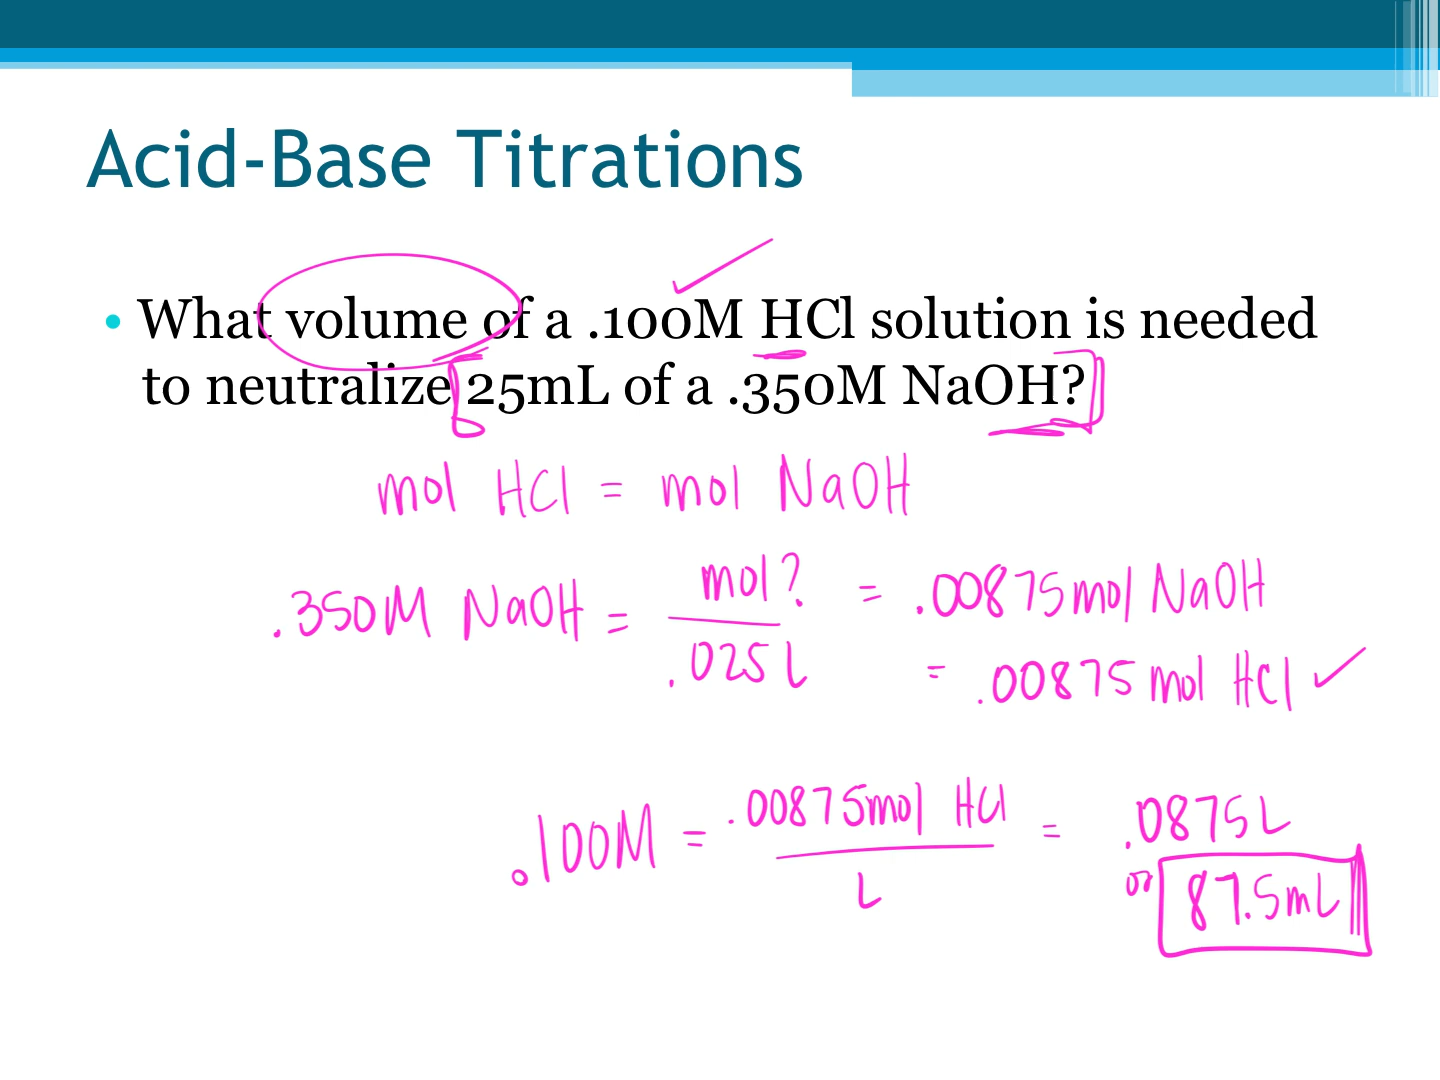 Acid-Base Titrations
• What volume of a .100M HCl solution is needed
to neutralize 25mL of a .350M NaOH?
mol HCl = mol NaOH
.350M NaOH = mol? / .025 L = .00875 mol NaOH
= .00875 mol HCl ✓
.100M = .00875 mol HCl / L = .0875 L
or 87.5mL